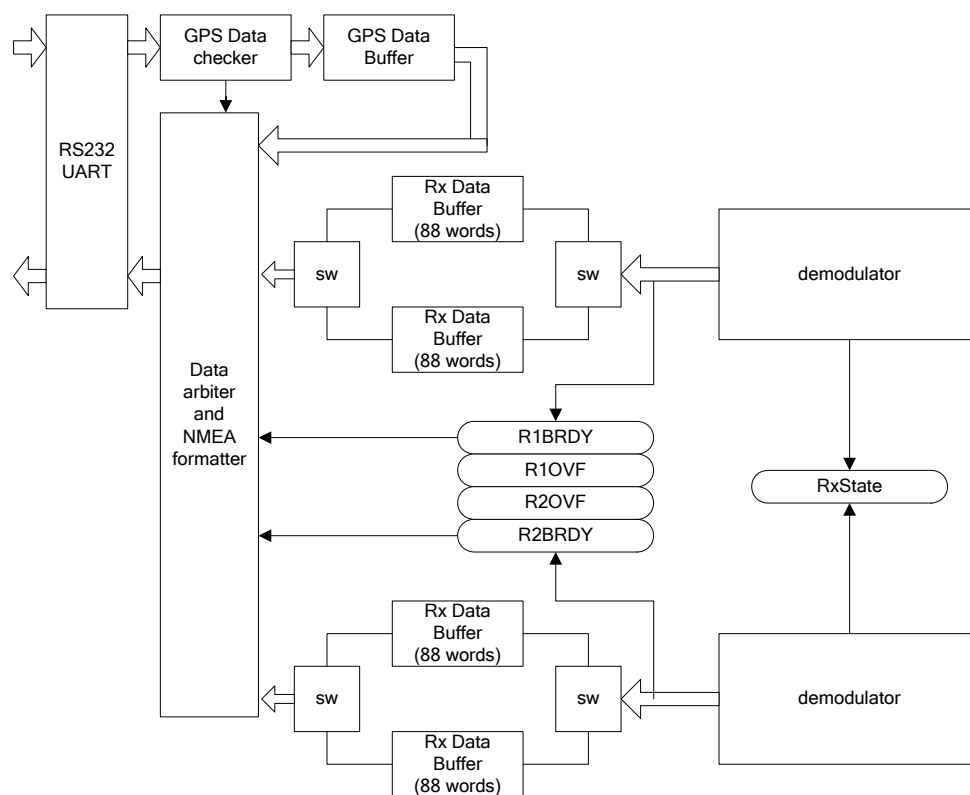 GPS Data
checker
GPS Data
Buffer
RS232
UART
Rx Data
Buffer
(88 words)
sw
sw
demodulator
Rx Data
Buffer
(88 words)
Data
arbiter
and
NMEA
formatter
R1BRDY
R1OVF
R2OVF
R2BRDY
RxState
Rx Data
Buffer
(88 words)
sw
sw
demodulator
Rx Data
Buffer
(88 words)